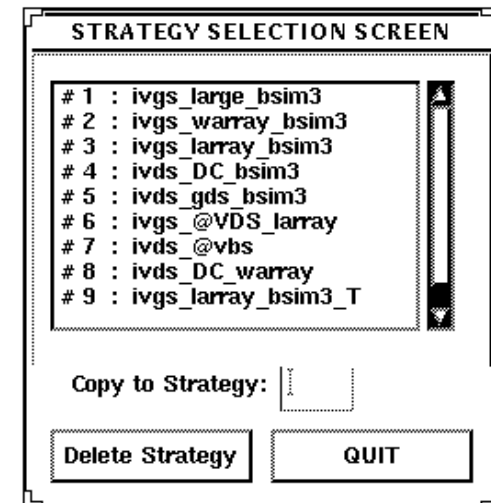 STRATEGY SELECTION SCREEN
# 1 : ivgs_large_bsim3
# 2 : ivgs_warray_bsim3
# 3 : ivgs_larray_bsim3
# 4 : ivds_DC_bsim3
# 5 : ivds_gds_bsim3
# 6 : ivgs_@VDS_larray
# 7 : ivds_@vbs
# 8 : ivds_DC_warray
# 9 : ivgs_larray_bsim3_T
Copy to Strategy:
Delete Strategy
QUIT